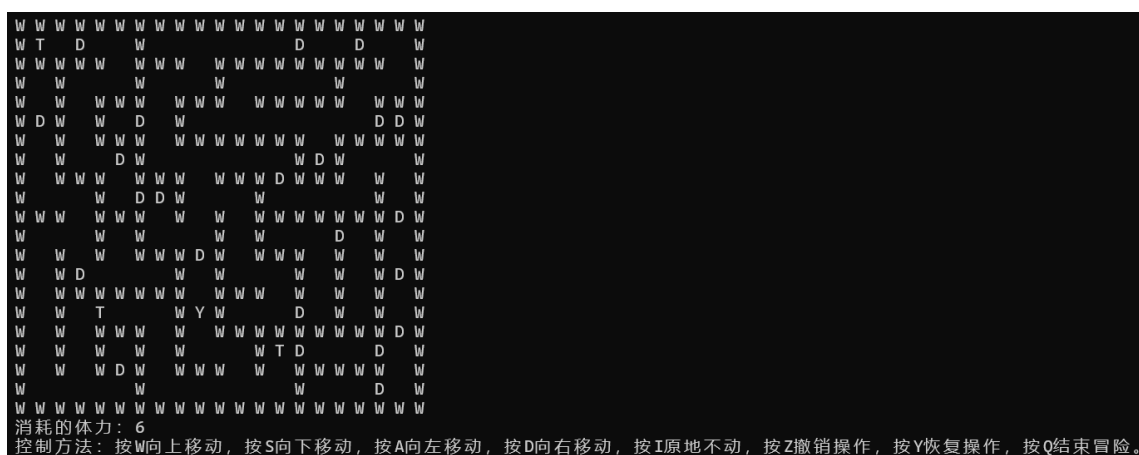 W W W W W W W W W W W W W W W W W W W W W
W T   D     W               D     D     W
W W W W W   W W W   W W W W W W W W W   W
W   W       W       W           W       W
W   W   W W W   W W W   W W W W W   W W W
W D W   W   D   W                   D D W
W   W   W W W   W W W W W W W   W W W W W
W   W     D W               W D W       W
W   W W W   W W W   W W W D W W W   W   W
W       W   D D W       W           W   W
W W W   W W W   W   W   W W W W W W W D W
W       W   W       W   W       D   W   W
W   W   W   W W W D W   W W W   W   W   W
W   W D         W   W       W   W   W D W
W   W W W W W W W   W W W   W   W   W   W
W   W   T       W Y W       D   W   W   W
W   W   W W W   W   W W W W W W W W W D W
W   W   W   W   W       W T D       D   W
W   W   W D W   W W W   W   W W W W W   W
W           W               W       D   W
W W W W W W W W W W W W W W W W W W W W W
消耗的体力: 6
控制方法: 按W向上移动, 按S向下移动, 按A向左移动, 按D向右移动, 按I原地不动, 按Z撤销操作, 按Y恢复操作, 按Q结束冒险。